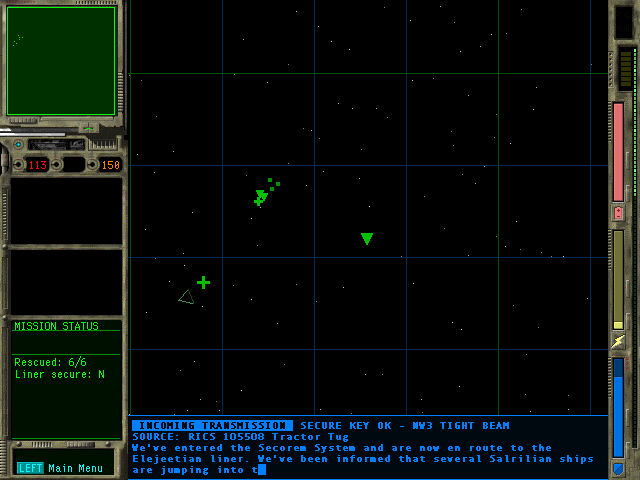 113
150
MISSION STATUS
Rescued: 6/6
Liner secure: N
LEFT Main Menu
INCOMING TRANSMISSION SECURE KEY OK - NW3 TIGHT BEAM
SOURCE: RICS 105508 Tractor Tug
We've entered the Secorem System and are now en route to the
Elejeetian liner. We've been informed that several Salrilian ships
are jumping into t